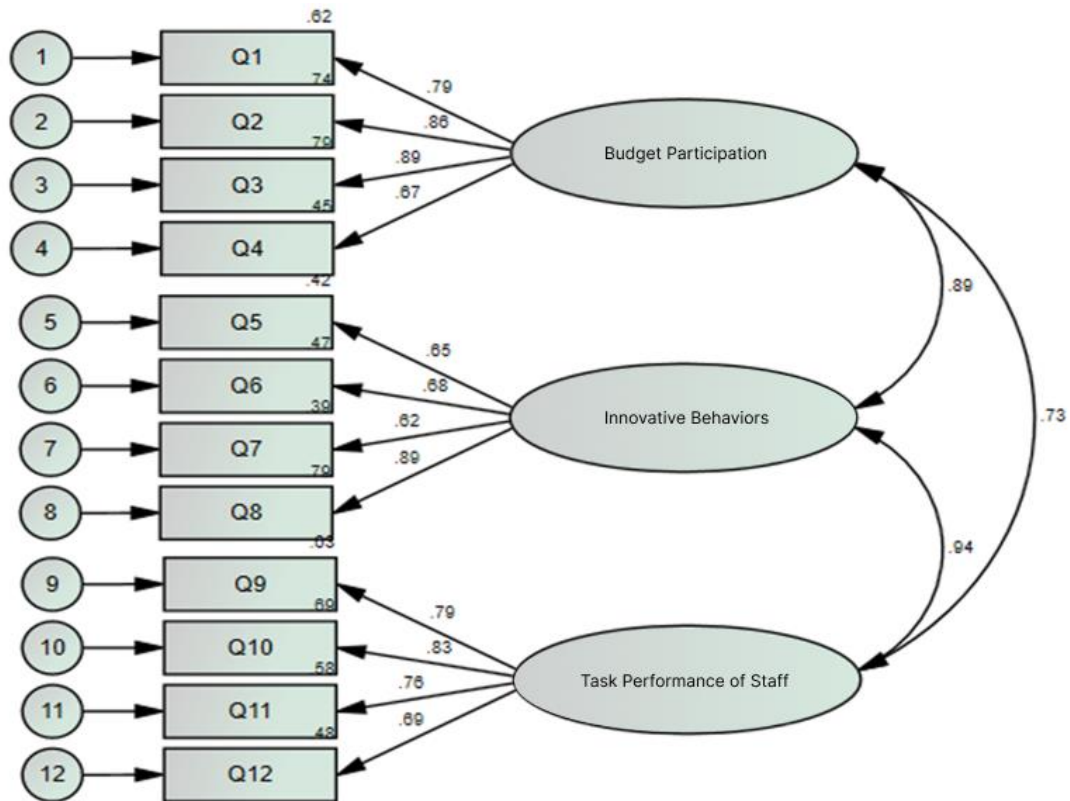 .62
1
Q1
.79
.74
2
Q2
.86
Budget Participation
.79
3
Q3
.89
.45
4
Q4
.67
.42
.89
5
Q5
.65
.47
6
Q6
.68
Innovative Behaviors
.39
7
Q7
.62
.79
8
Q8
.89
.73
.63
.94
9
Q9
.79
.69
10
Q10
.83
Task Performance of Staff
.58
11
Q11
.76
.48
12
Q12
.69